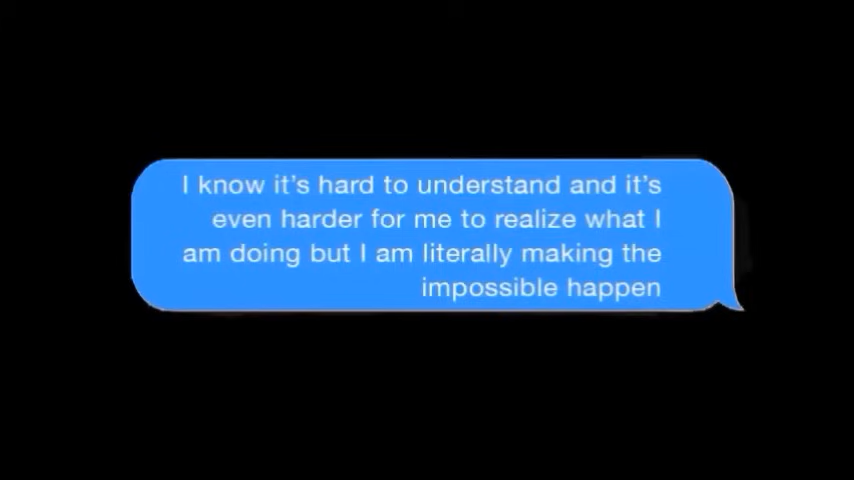 I know it’s hard to understand and it’s
even harder for me to realize what I
am doing but I am literally making the
impossible happen